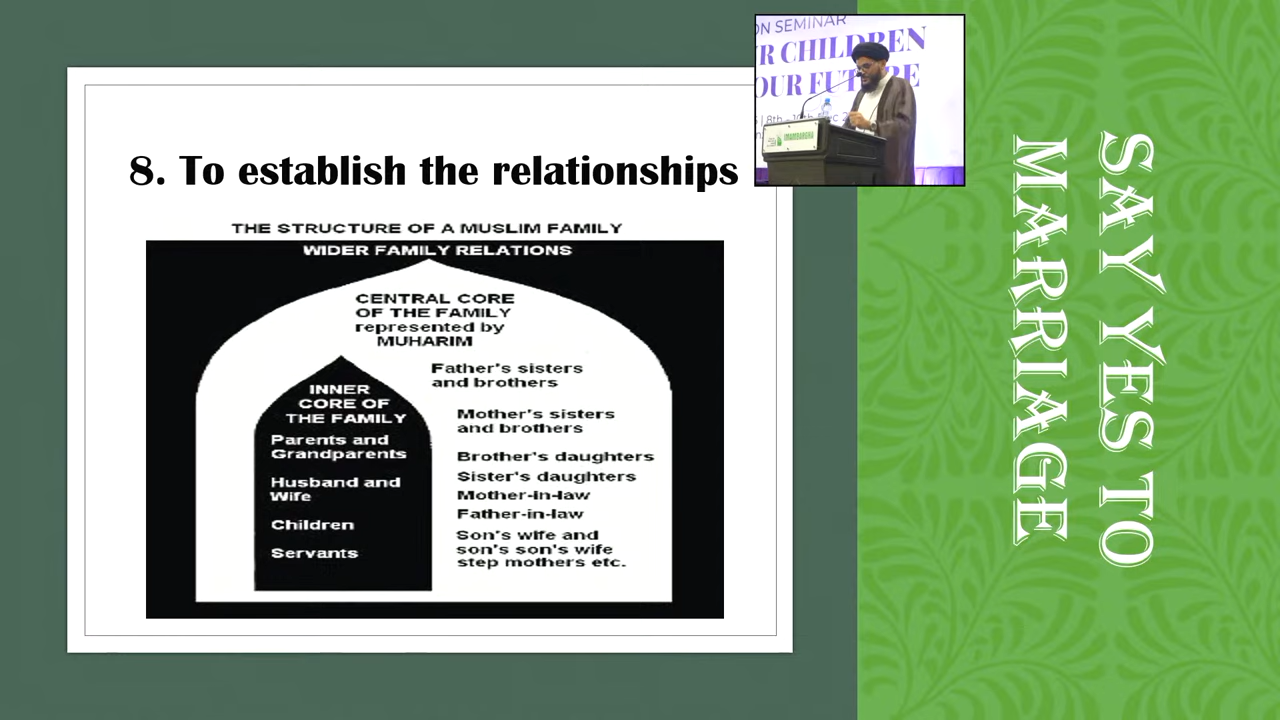 8. To establish the relationships
THE STRUCTURE OF A MUSLIM FAMILY
WIDER FAMILY RELATIONS
CENTRAL CORE
OF THE FAMILY
represented by
MUHARIM
INNER
CORE OF
THE FAMILY
Parents and
Grandparents
Husband and
Wife
Children
Servants
Father's sisters
and brothers
Mother's sisters
and brothers
Brother's daughters
Sister's daughters
Mother-in-law
Father-in-law
Son's wife and
son's son's wife
step mothers etc.
ON SEMINAR
R CHILDREN
OUR FUTURE
8th
SAY YES TO
MARRIAGE